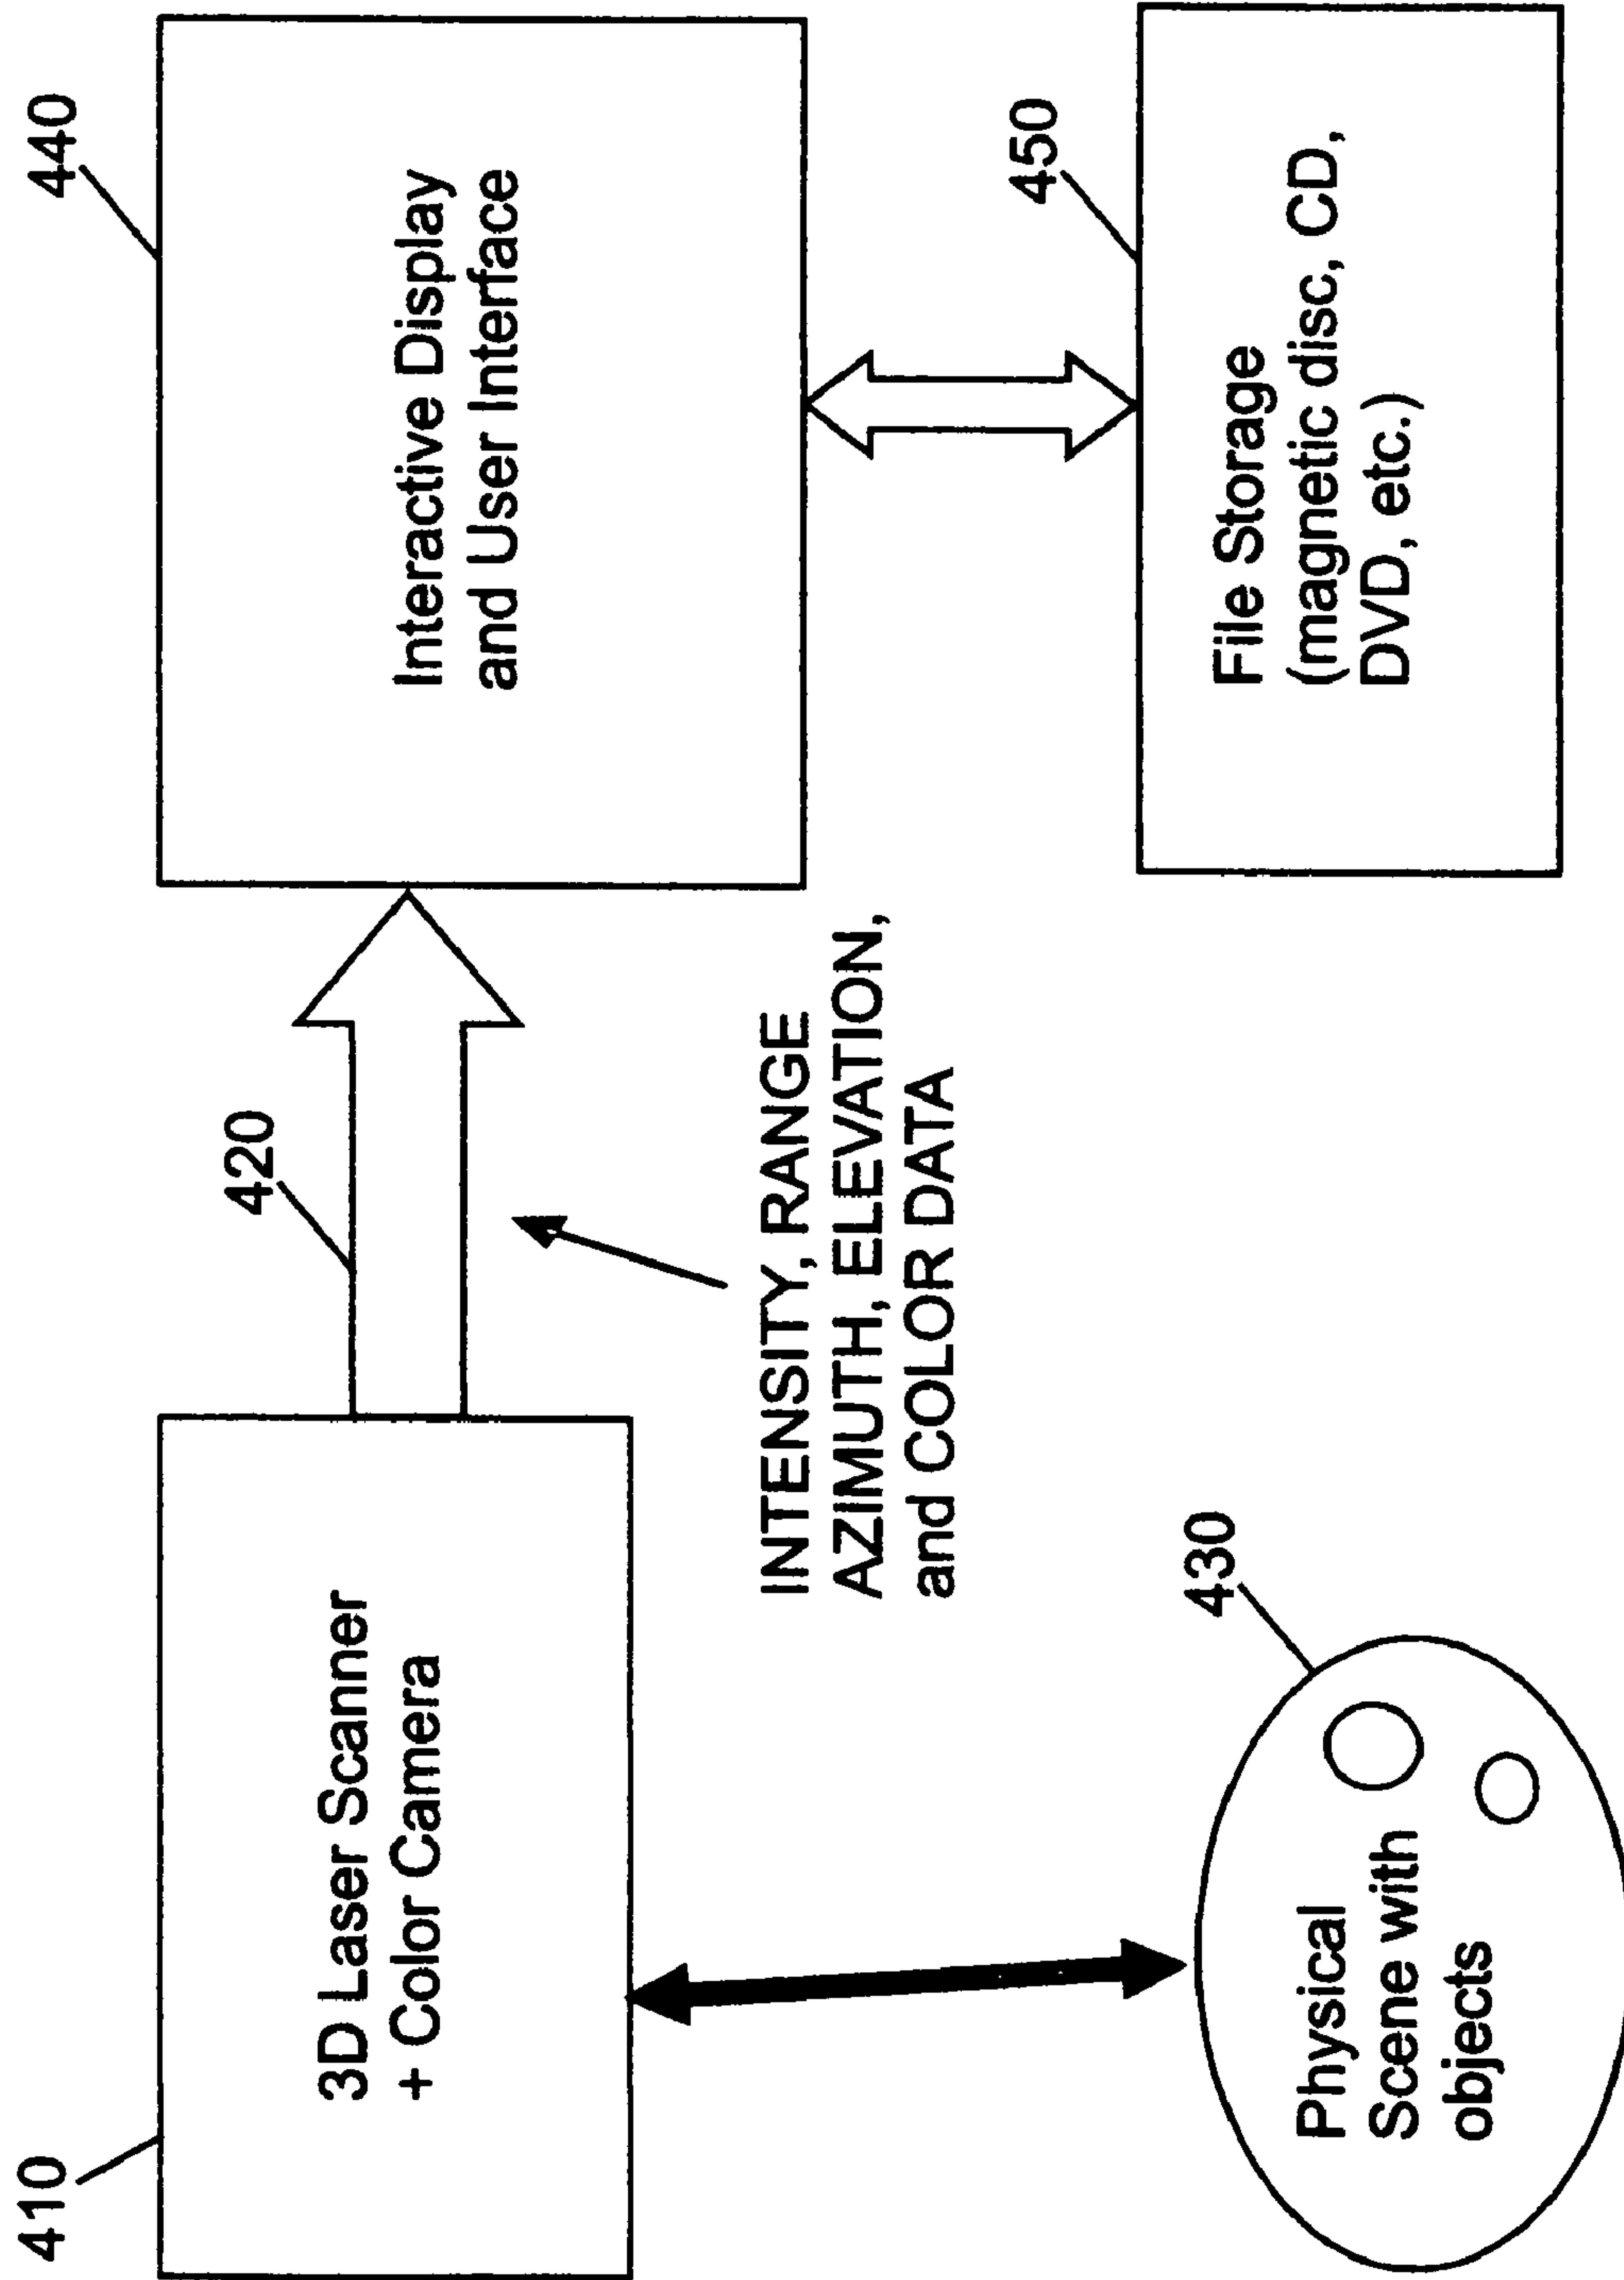 410
3D Laser Scanner
+ Color Camera
420
INTENSITY, RANGE
AZIMUTH, ELEVATION,
and COLOR DATA
440
Interactive Display
and User Interface
430
Physical
Scene with
objects
450
File Storage
(magnetic disc, CD,
DVD, etc.)